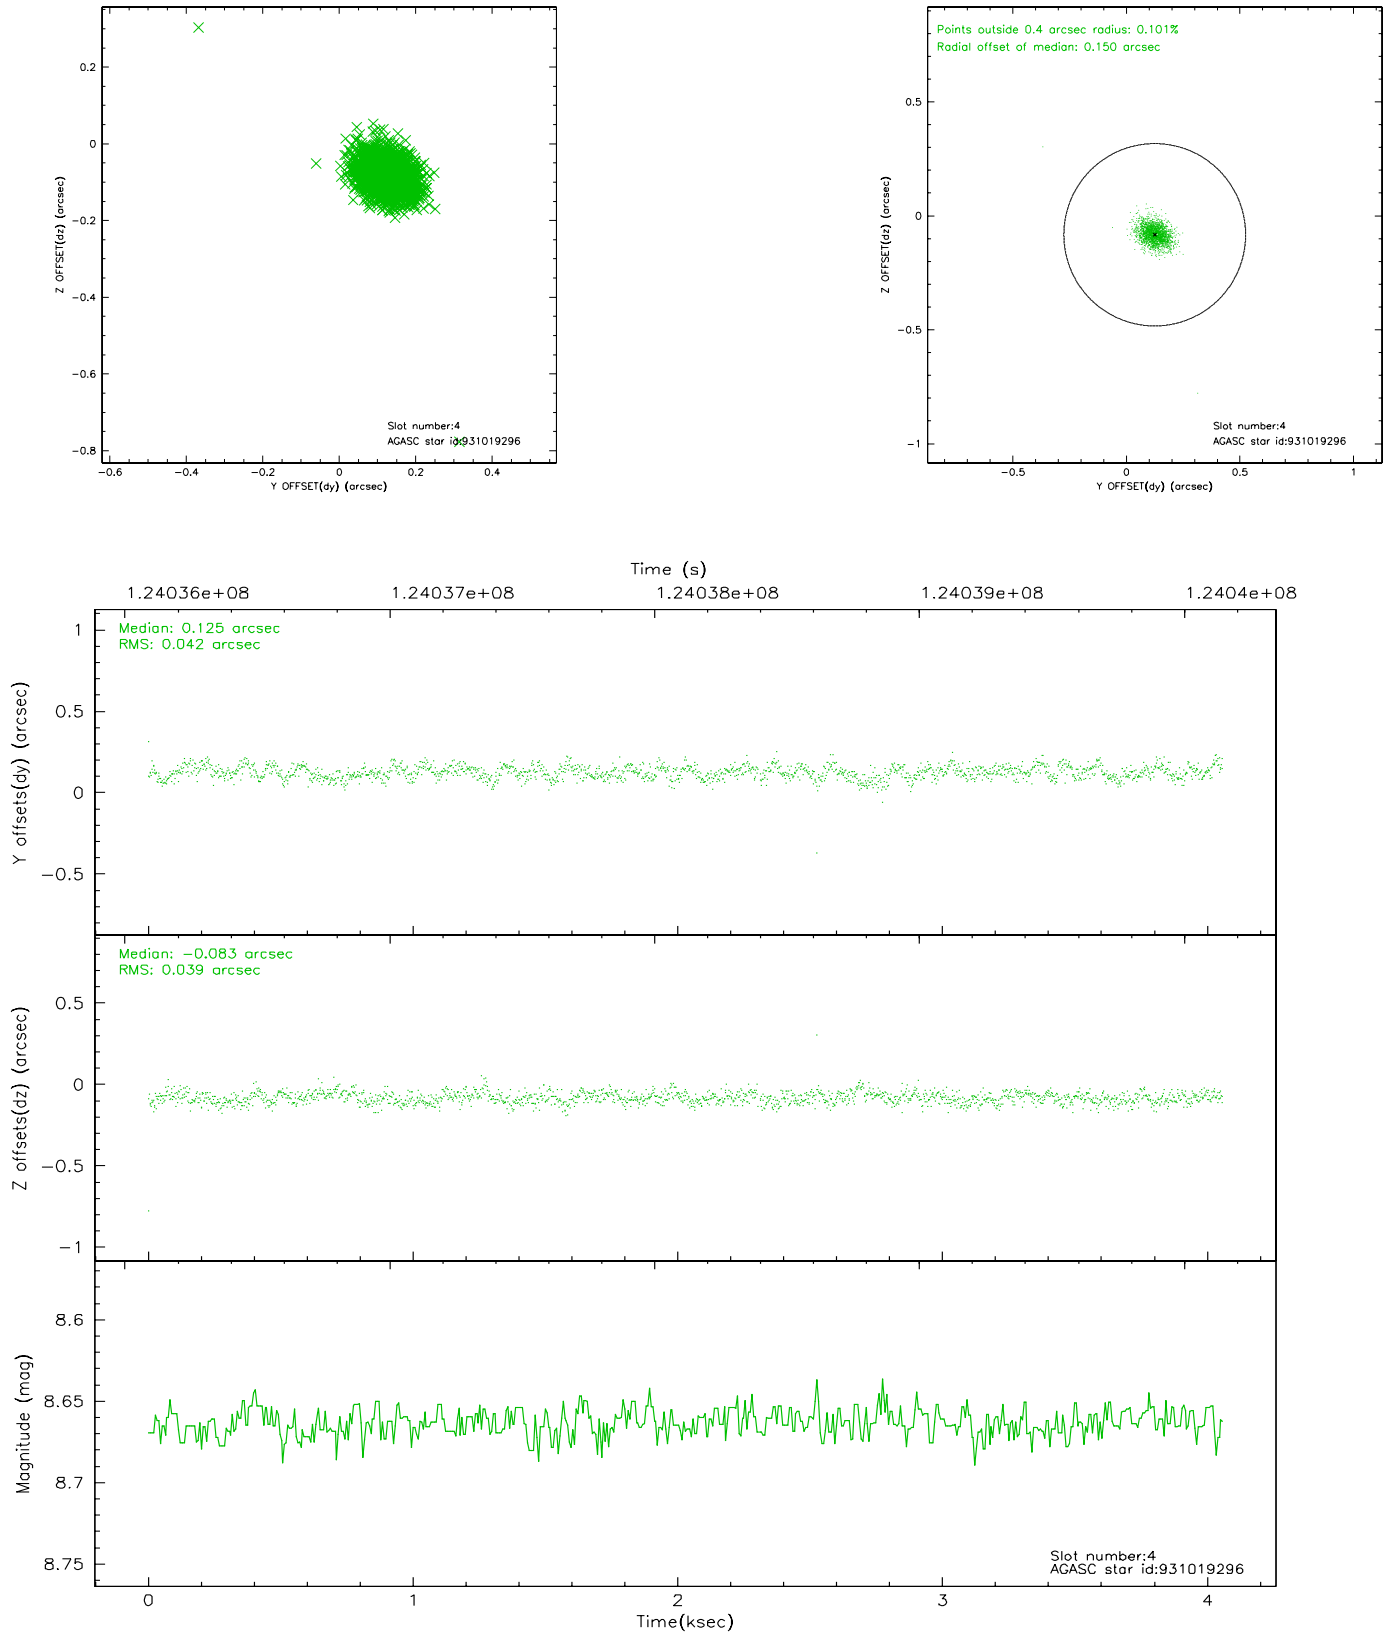 0.2
0
−0.2
−0.4
−0.6
−0.8
Z OFFSET(dz) (arcsec)
Slot number:4
AGASC star id:931019296
−0.6 −0.4 −0.2 0 0.2 0.4
Y OFFSET(dy) (arcsec)
Points outside 0.4 arcsec radius: 0.101%
Radial offset of median: 0.150 arcsec
0.5
0
−0.5
−1
Z OFFSET(dz) (arcsec)
Slot number:4
AGASC star id:931019296
−0.5 0 0.5 1
Y OFFSET(dy) (arcsec)
Time (s)
1.24036e+08 1.24037e+08 1.24038e+08 1.24039e+08 1.2404e+08
Median: 0.125 arcsec
RMS: 0.042 arcsec
1
0.5
0
−0.5
Y offsets(dy) (arcsec)
Median: −0.083 arcsec
RMS: 0.039 arcsec
0.5
0
−0.5
−1
Z offsets(dz) (arcsec)
8.6
8.65
8.7
8.75
Magnitude (mag)
Slot number:4
AGASC star id:931019296
0 1 2 3 4
Time(ksec)